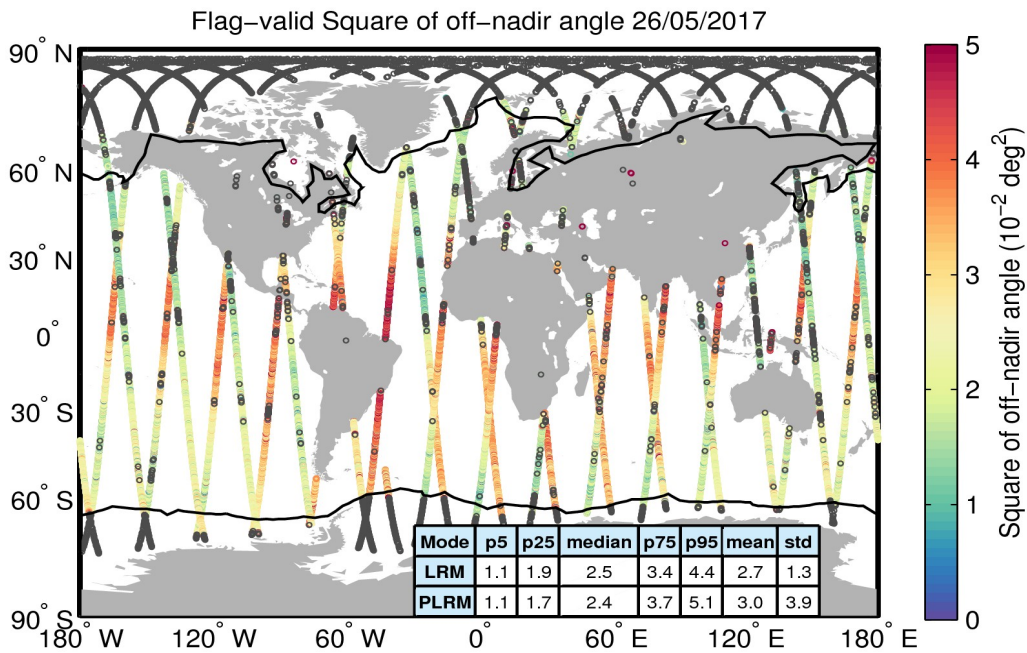 Flag−valid Square of off−nadir angle 26/05/2017
90° N
60° N
30° N
0°
30° S
60° S
90° S
180° W
120° W
60° W
0°
60° E
120° E
180° E
Mode p5 p25 median p75 p95 mean std
LRM 1.1 1.9 2.5 3.4 4.4 2.7 1.3
PLRM 1.1 1.7 2.4 3.7 5.1 3.0 3.9
5
4
3
2
1
0
Square of off−nadir angle (10⁻² deg²)